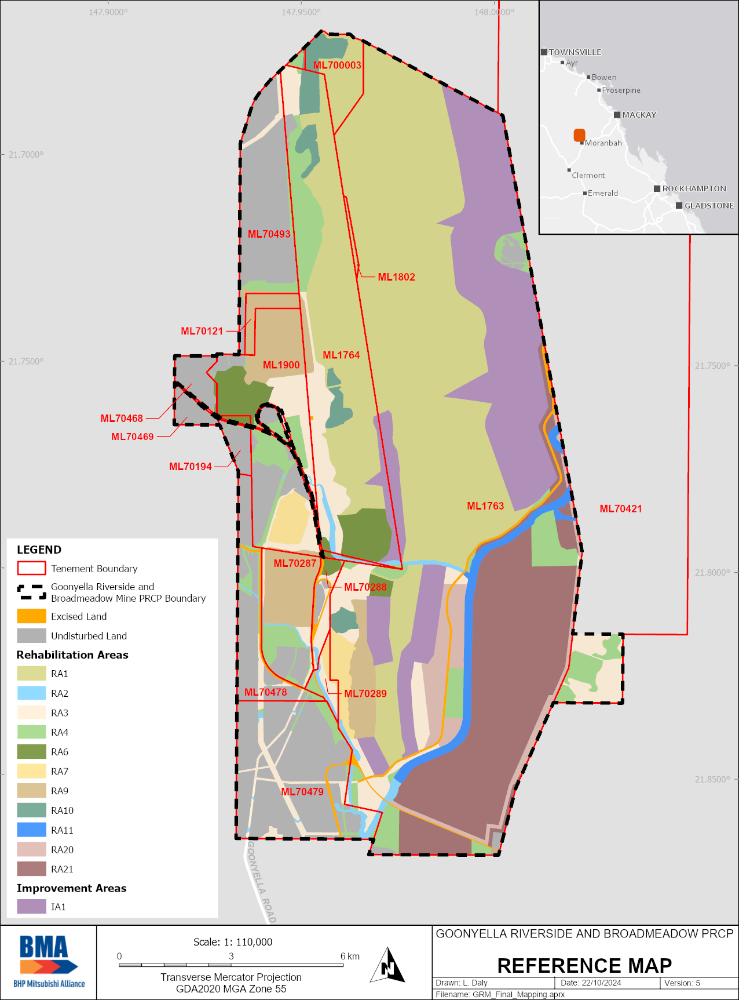 147.9000°
147.9500°
148.0000°
TOWNSVILLE
Ayr
Bowen
Proserpine
MACKAY
Moranbah
Clermont
Emerald
ROCKHAMPTON
GLADSTONE
ML700003
21.7000°
ML70493
ML1802
ML70121
ML1764
ML1900
21.7500°
21.7500°
ML70468
ML70469
ML70194
ML1763
ML70421
ML70287
21.8000°
ML70288
ML70478
ML70289
21.8500°
ML70479
GOONYELLA ROAD
LEGEND
Tenement Boundary
Goonyella Riverside and
Broadmeadow Mine PRCP Boundary
Excised Land
Undisturbed Land
Rehabilitation Areas
RA1
RA2
RA3
RA4
RA6
RA7
RA9
RA10
RA11
RA20
RA21
Improvement Areas
IA1
BMA
BHP Mitsubishi Alliance
Scale: 1: 110,000
0 3 6 km
Transverse Mercator Projection
GDA2020 MGA Zone 55
N
GOONYELLA RIVERSIDE AND BROADMEADOW PRCP
REFERENCE MAP
Drawn: L. Daly
Date: 22/10/2024
Version: 5
Filename: GRM_Final_Mapping.aprx